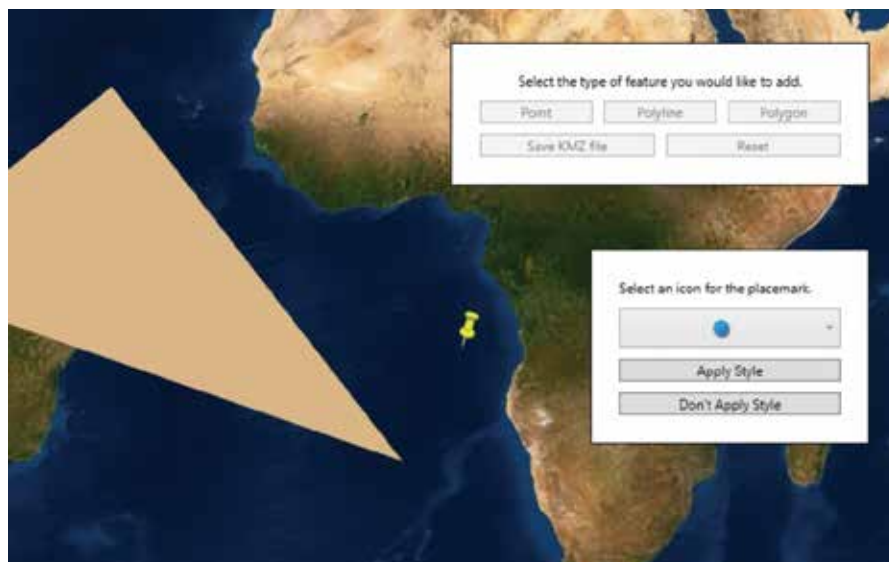 Select the type of feature you would like to add.
Point Polyline Polygon
Save KMZ file Reset
Select an icon for the placemark.
Apply Style
Don't Apply Style